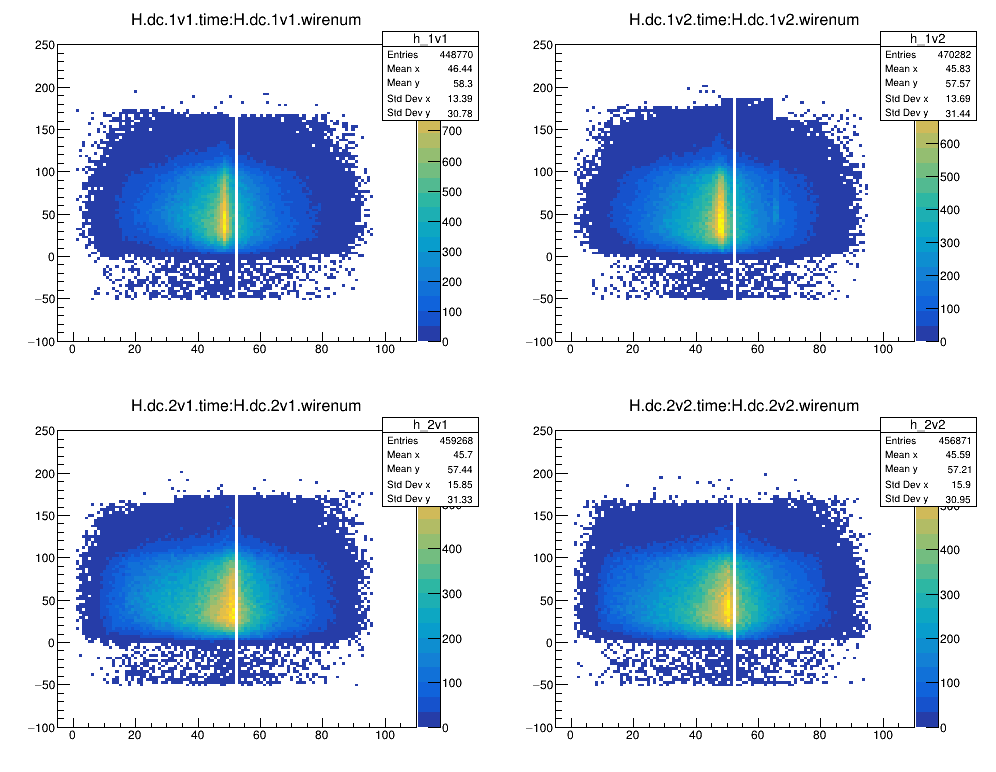 H.dc.1v1.time:H.dc.1v1.wirenum
h_1v1
Entries 448770
Mean x 46.44
Mean y 58.3
Std Dev x 13.39
Std Dev y 30.78
250
200
150
100
50
0
−50
−100
0 20 40 60 80 100
700
600
500
400
300
200
100
0
H.dc.1v2.time:H.dc.1v2.wirenum
h_1v2
Entries 470282
Mean x 45.83
Mean y 57.57
Std Dev x 13.69
Std Dev y 31.44
250
200
150
100
50
0
−50
−100
0 20 40 60 80 100
600
500
400
300
200
100
0
H.dc.2v1.time:H.dc.2v1.wirenum
h_2v1
Entries 459268
Mean x 45.7
Mean y 57.44
Std Dev x 15.85
Std Dev y 31.33
250
200
150
100
50
0
−50
−100
0 20 40 60 80 100
500
400
300
200
100
0
H.dc.2v2.time:H.dc.2v2.wirenum
h_2v2
Entries 456871
Mean x 45.59
Mean y 57.21
Std Dev x 15.9
Std Dev y 30.95
250
200
150
100
50
0
−50
−100
0 20 40 60 80 100
500
400
300
200
100
0